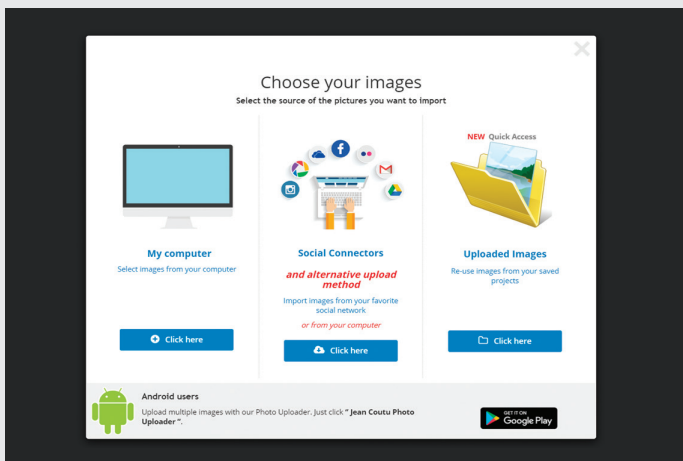 Choose your images
Select the source of the pictures you want to import
NEW Quick Access
My computer
Select images from your computer
Click here
Social Connectors
and alternative upload
method
Import images from your favorite
social network
or from your computer
Click here
Uploaded Images
Re-use images from your saved
projects
Click here
Android users
Upload multiple images with our Photo Uploader. Just click " Jean Coutu Photo
Uploader ".
GET IT ON
Google Play